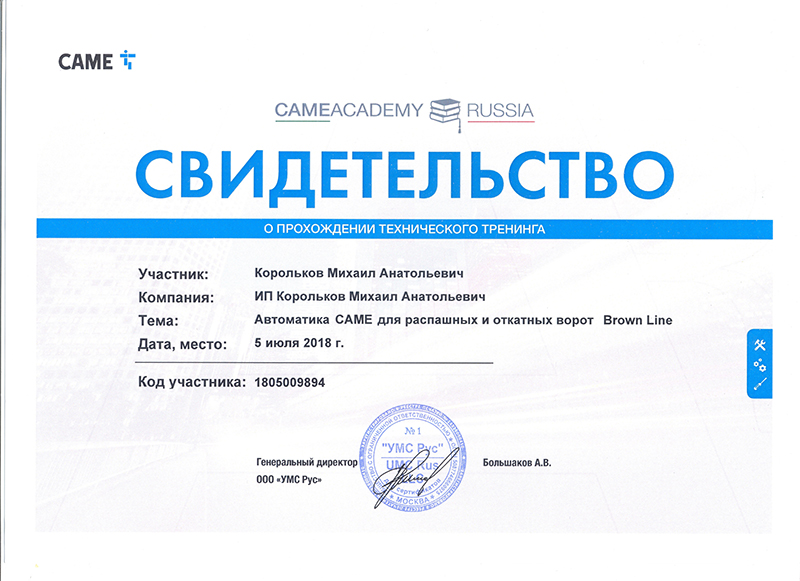 CAME
CAMEACADEMY RUSSIA
СВИДЕТЕЛЬСТВО
О ПРОХОЖДЕНИИ ТЕХНИЧЕСКОГО ТРЕНИНГА
Участник: Корольков Михаил Анатольевич
Компания: ИП Корольков Михаил Анатольевич
Тема: Автоматика CAME для распашных и откатных ворот Brown Line
Дата, место: 5 июля 2018 г.
Код участника: 1805009894
№1
"УМС Рус"
UMC Rus
сертификатов
МОСКВА
Генеральный директор
ООО «УМС Рус»
Большаков А.В.